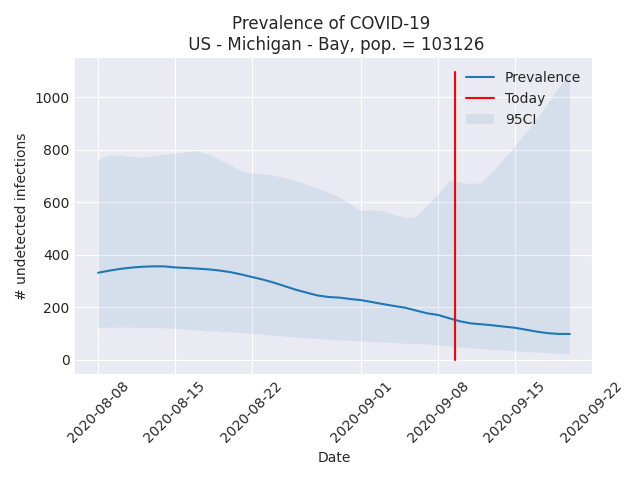 Prevalence of COVID-19
US - Michigan - Bay, pop. = 103126
Prevalence
Today
95CI
# undetected infections
1000
800
600
400
200
0
2020-08-08
2020-08-15
2020-08-22
2020-09-01
2020-09-08
2020-09-15
2020-09-22
Date